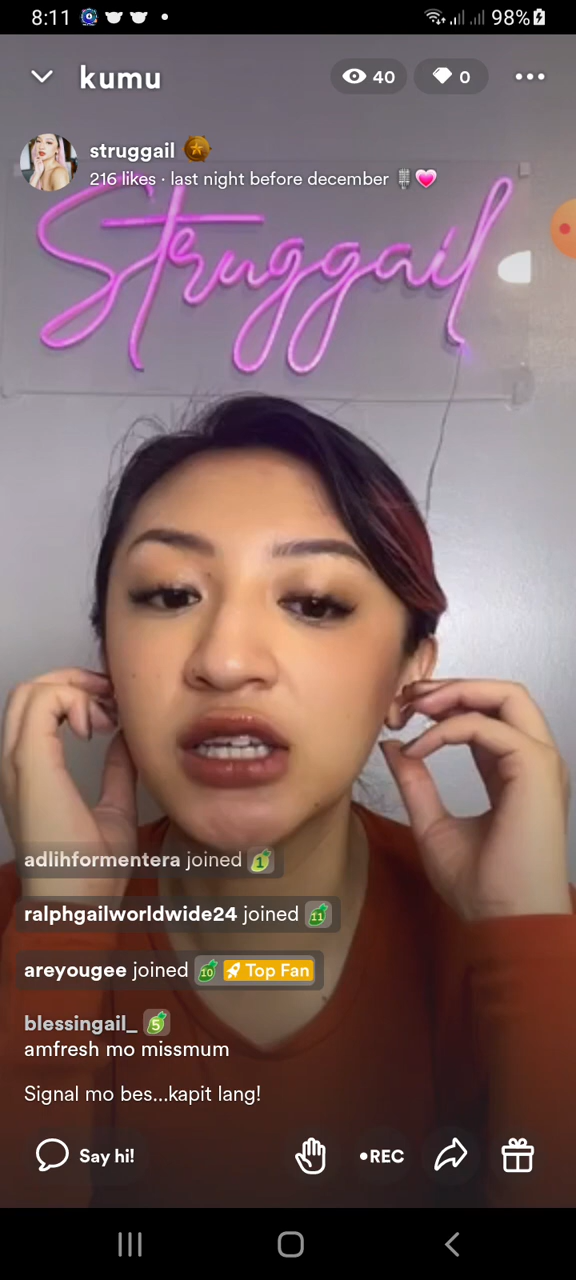 8:11
98%
kumu
40
0
struggail
216 likes · last night before december
Struggail
adlihformentera joined 1
ralphgailworldwide24 joined 11
areyougee joined 10 Top Fan
blessingail_ 5
amfresh mo missmum
Signal mo bes...kapit lang!
Say hi!
•REC